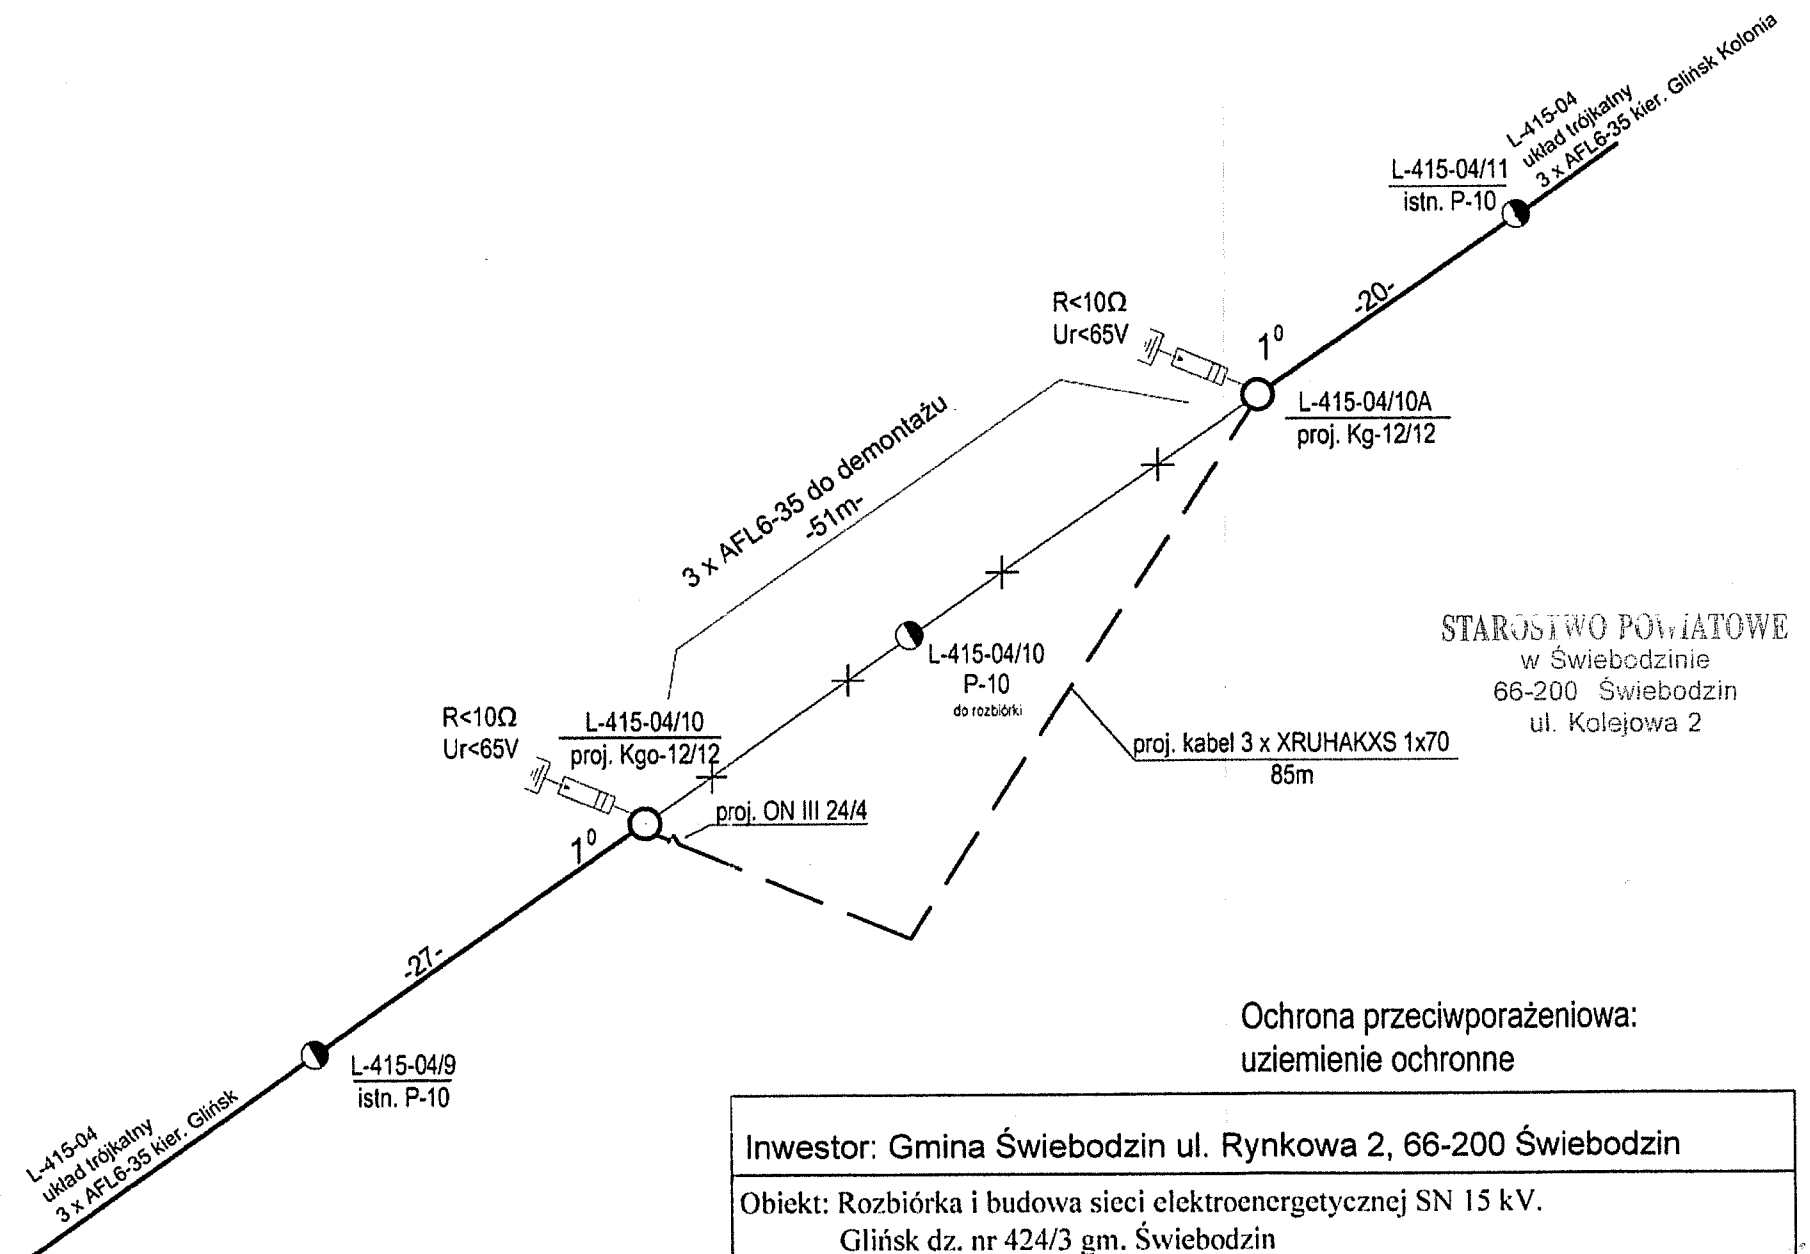 L-415-04
układ trójkatny
3 x AFL6-35 kier. Glińsk Kolonia
L-415-04/11
istn. P-10
-20-
R<10Ω
Ur<65V
1⁰
L-415-04/10A
proj. Kg-12/12
3 x AFL6-35 do demontażu
-51m-
L-415-04/10
P-10
do rozbiórki
STAROSTWO POWIATOWE
w Świebodzinie
66-200 Świebodzin
ul. Kolejowa 2
R<10Ω
Ur<65V
L-415-04/10
proj. Kgo-12/12
proj. kabel 3 x XRUHAKXS 1x70
85m
proj. ON III 24/4
1⁰
-27-
L-415-04/9
istn. P-10
L-415-04
układ trójkatny
3 x AFL6-35 kier. Glińsk
Ochrona przeciwporażeniowa:
uziemienie ochronne
Inwestor: Gmina Świebodzin ul. Rynkowa 2, 66-200 Świebodzin
Obiekt: Rozbiórka i budowa sieci elektroenergetycznej SN 15 kV.
Glińsk dz. nr 424/3 gm. Świebodzin